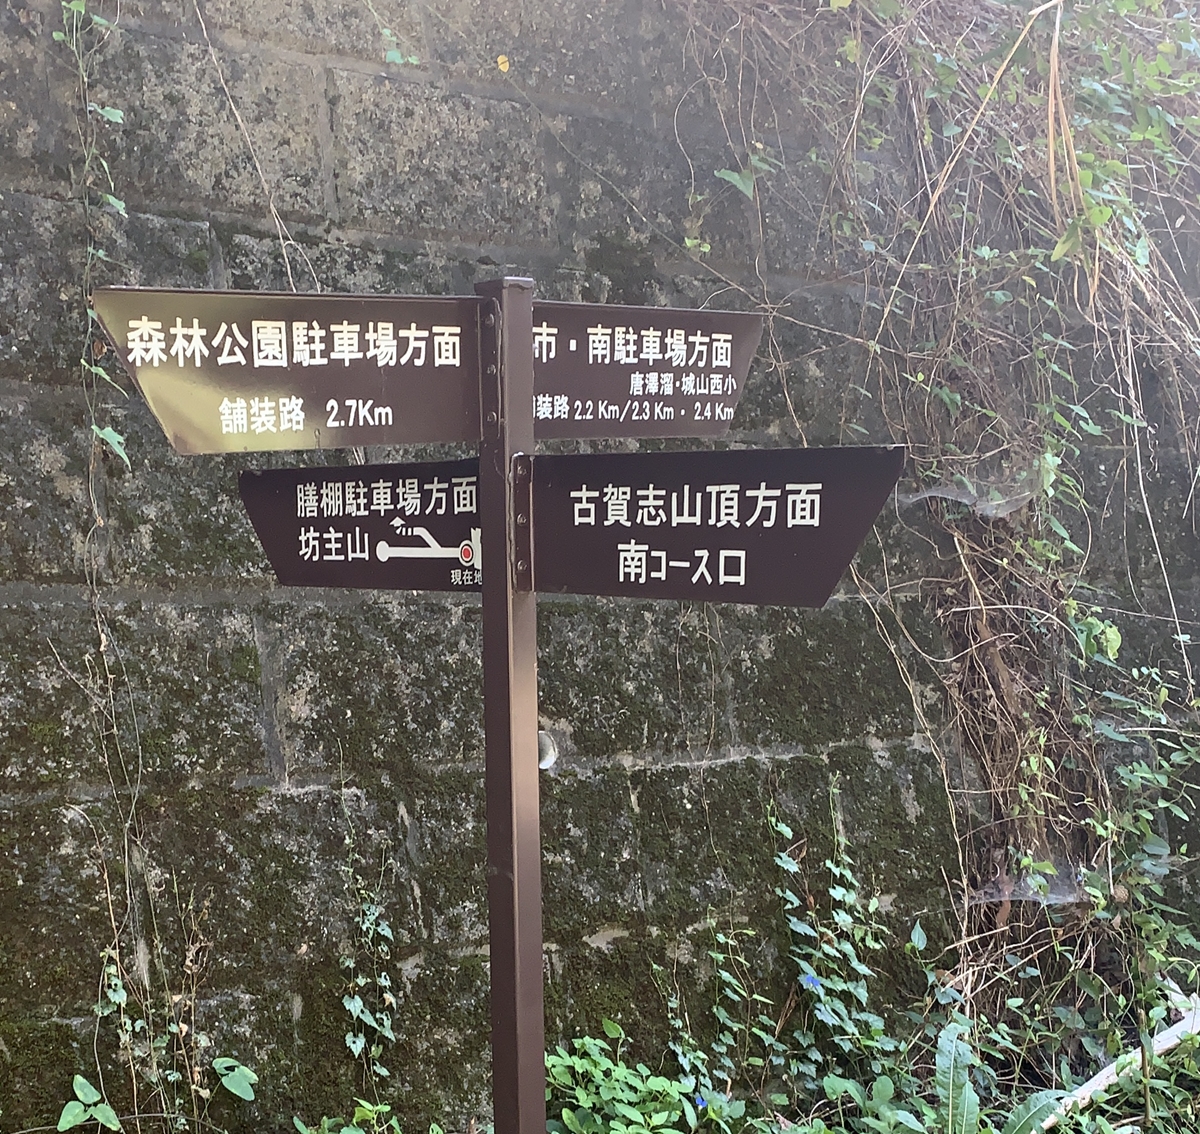 森林公園駐車場方面
舗装路 2.7Km
市・南駐車場方面
唐澤溜・城山西小
装路 2.2 Km/2.3 Km・2.4 Km
膳棚駐車場方面
坊主山
現在地
古賀志山頂方面
南コース口